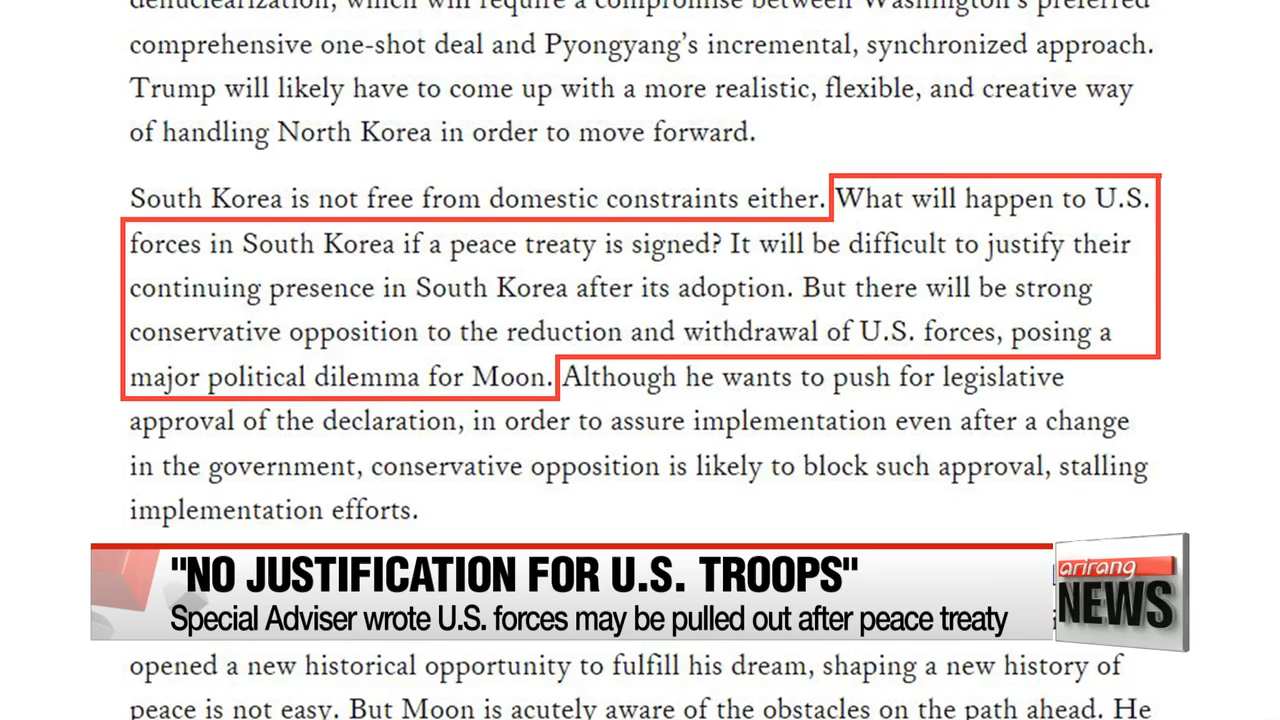 denuclearization, which will require a compromise between Washington's preferred
comprehensive one-shot deal and Pyongyang's incremental, synchronized approach.
Trump will likely have to come up with a more realistic, flexible, and creative way
of handling North Korea in order to move forward.
South Korea is not free from domestic constraints either. What will happen to U.S.
forces in South Korea if a peace treaty is signed? It will be difficult to justify their
continuing presence in South Korea after its adoption. But there will be strong
conservative opposition to the reduction and withdrawal of U.S. forces, posing a
major political dilemma for Moon. Although he wants to push for legislative
approval of the declaration, in order to assure implementation even after a change
in the government, conservative opposition is likely to block such approval, stalling
implementation efforts.
"NO JUSTIFICATION FOR U.S. TROOPS"
Special Adviser wrote U.S. forces may be pulled out after peace treaty
arirang
NEWS
opened a new historical opportunity to fulfill his dream, shaping a new history of
peace is not easy. But Moon is acutely aware of the obstacles on the path ahead. He